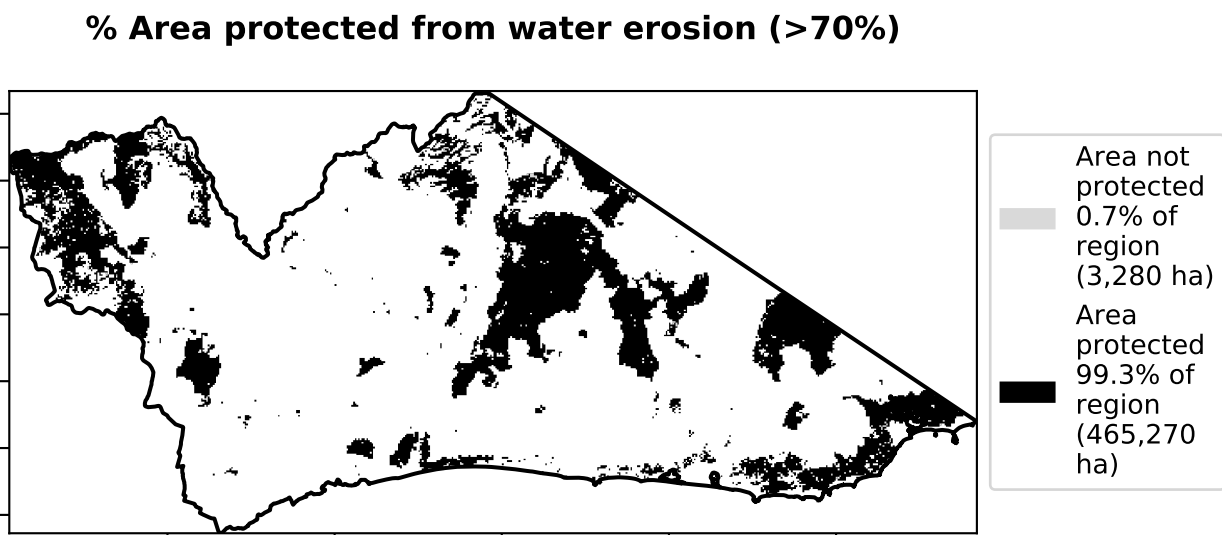 % Area protected from water erosion (>70%)
Area not
protected
0.7% of
region
(3,280 ha)
Area
protected
99.3% of
region
(465,270
ha)